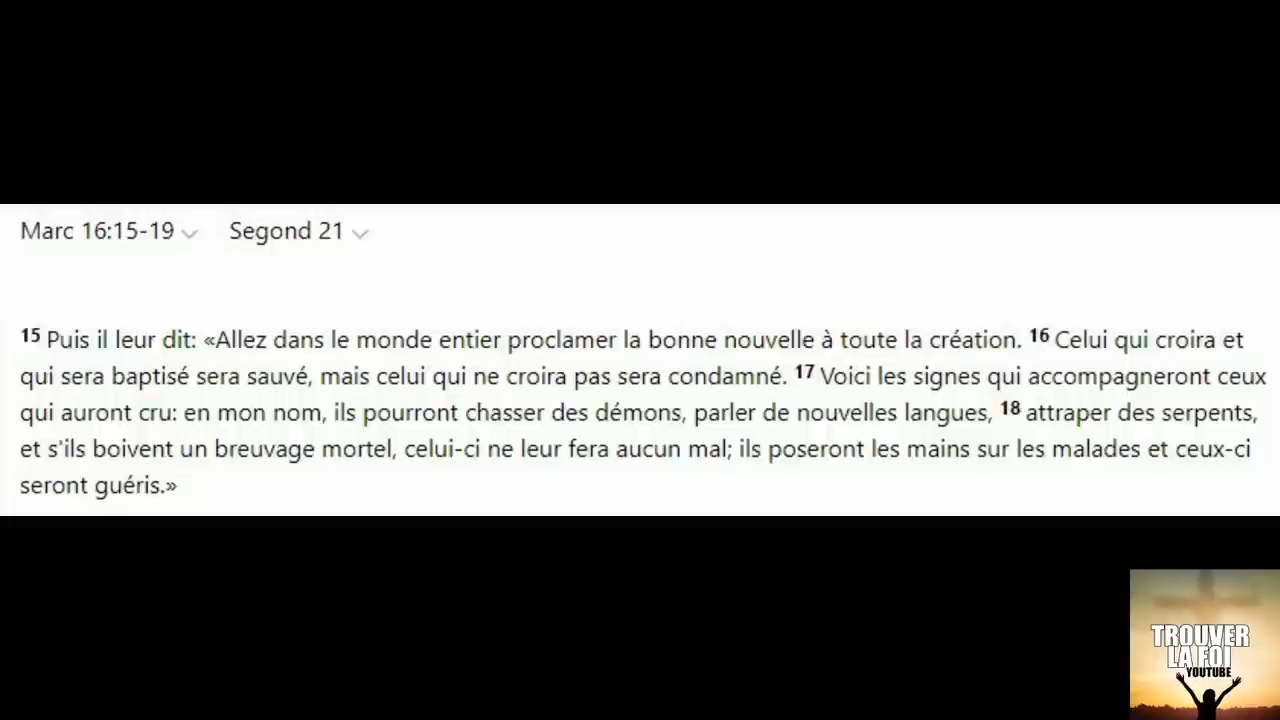 Marc 16:15-19 Segond 21
15 Puis il leur dit: «Allez dans le monde entier proclamer la bonne nouvelle à toute la création. 16 Celui qui croira et
qui sera baptisé sera sauvé, mais celui qui ne croira pas sera condamné. 17 Voici les signes qui accompagneront ceux
qui auront cru: en mon nom, ils pourront chasser des démons, parler de nouvelles langues, 18 attraper des serpents,
et s'ils boivent un breuvage mortel, celui-ci ne leur fera aucun mal; ils poseront les mains sur les malades et ceux-ci
seront guéris.»
TROUVER
LA FOI
YOUTUBE